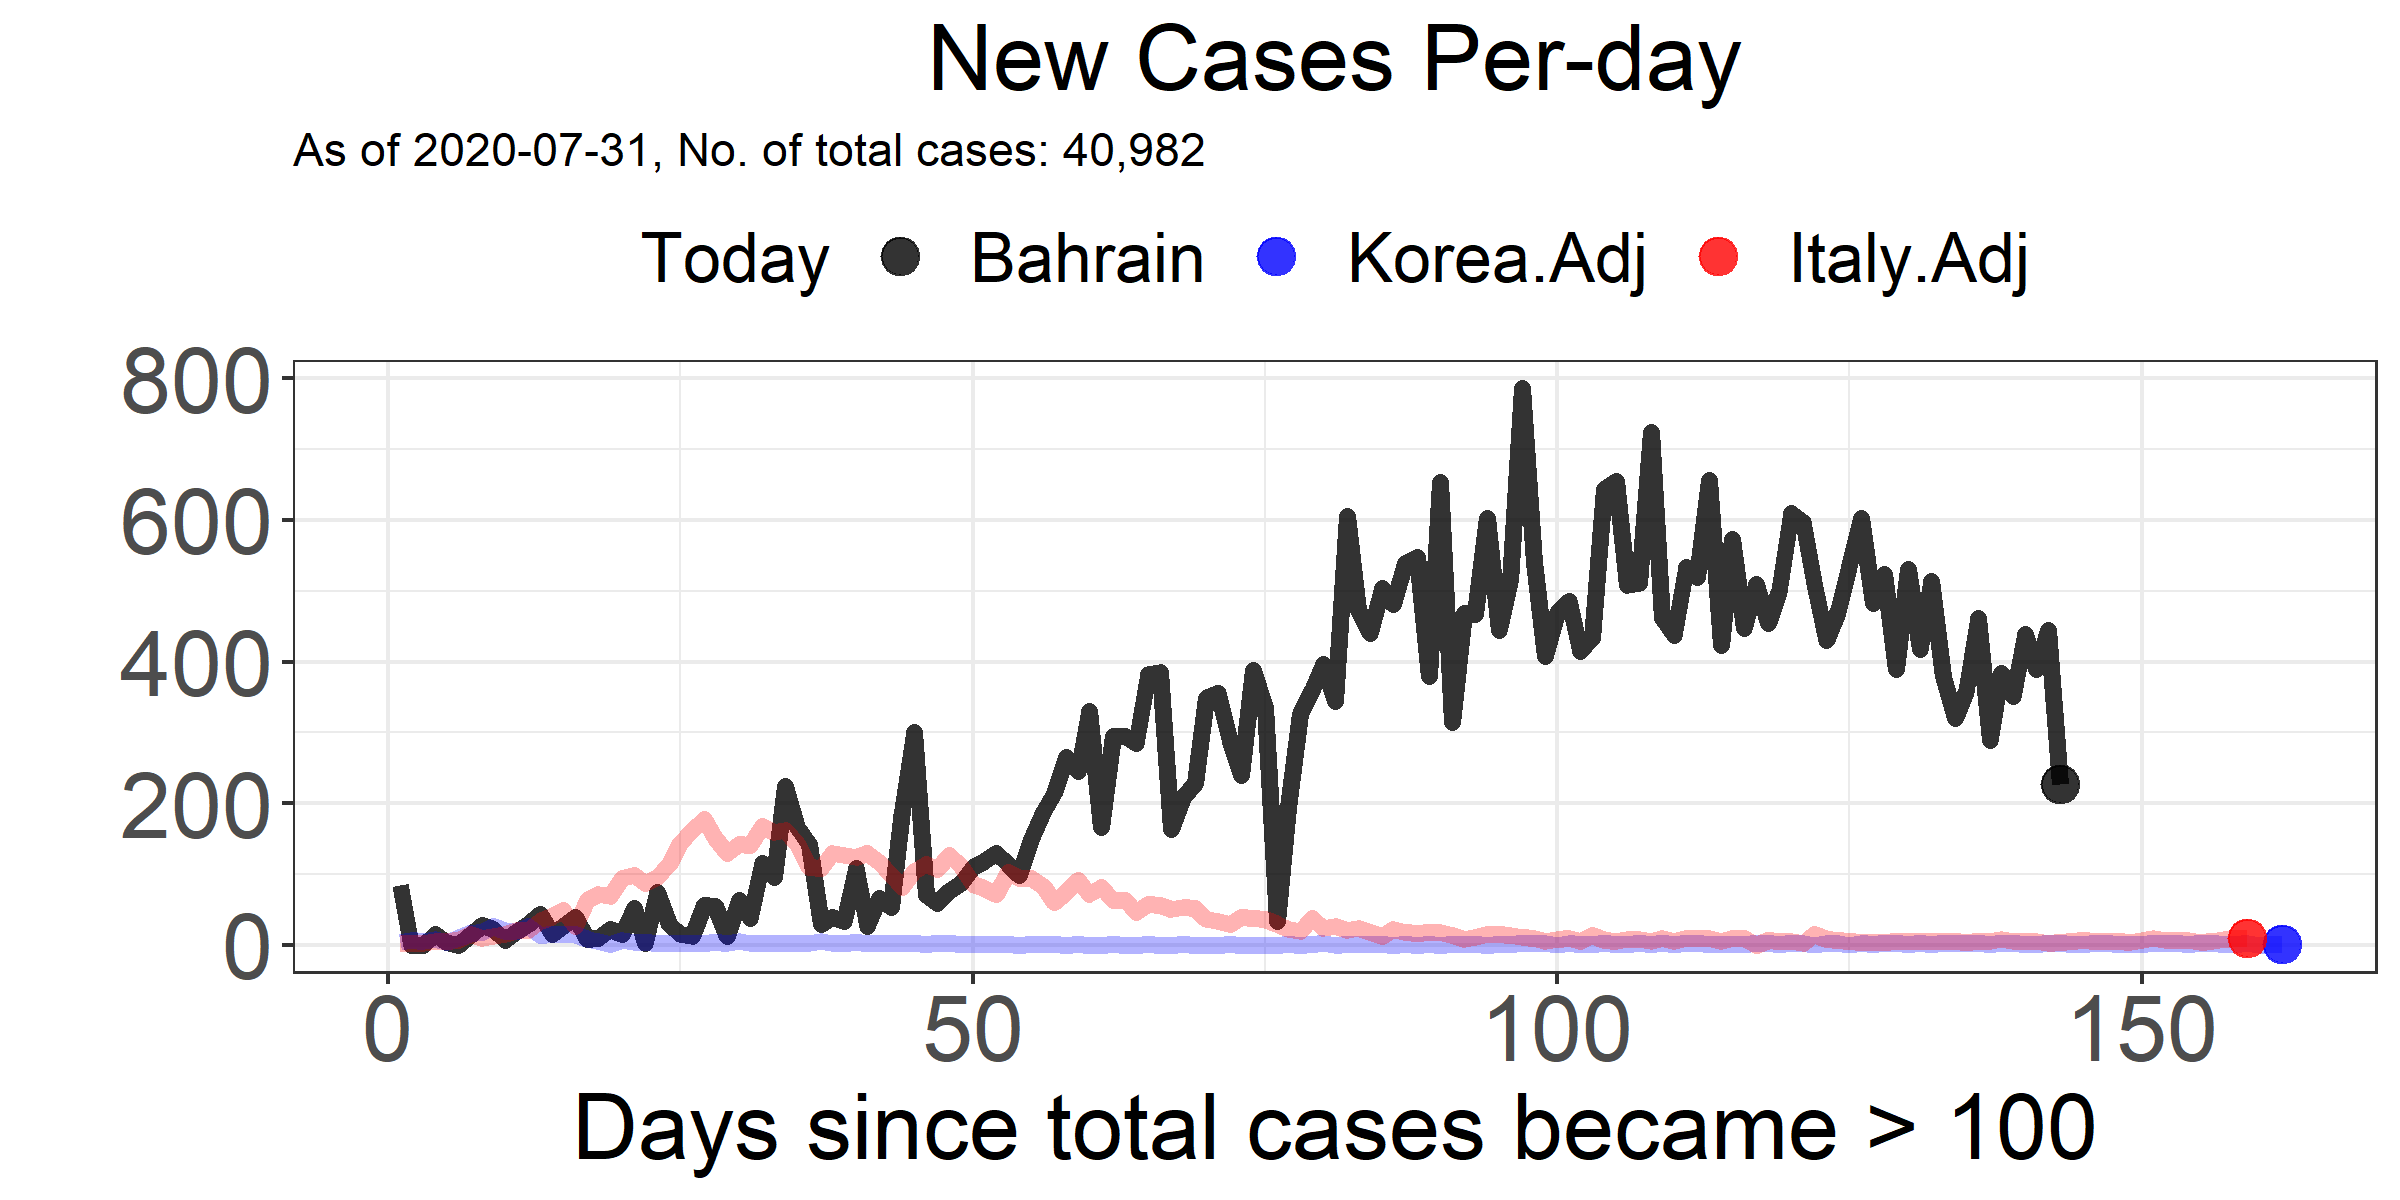 New Cases Per-day
As of 2020-07-31, No. of total cases: 40,982
Today Bahrain Korea.Adj Italy.Adj
800
600
400
200
0
0 50 100 150
Days since total cases became > 100